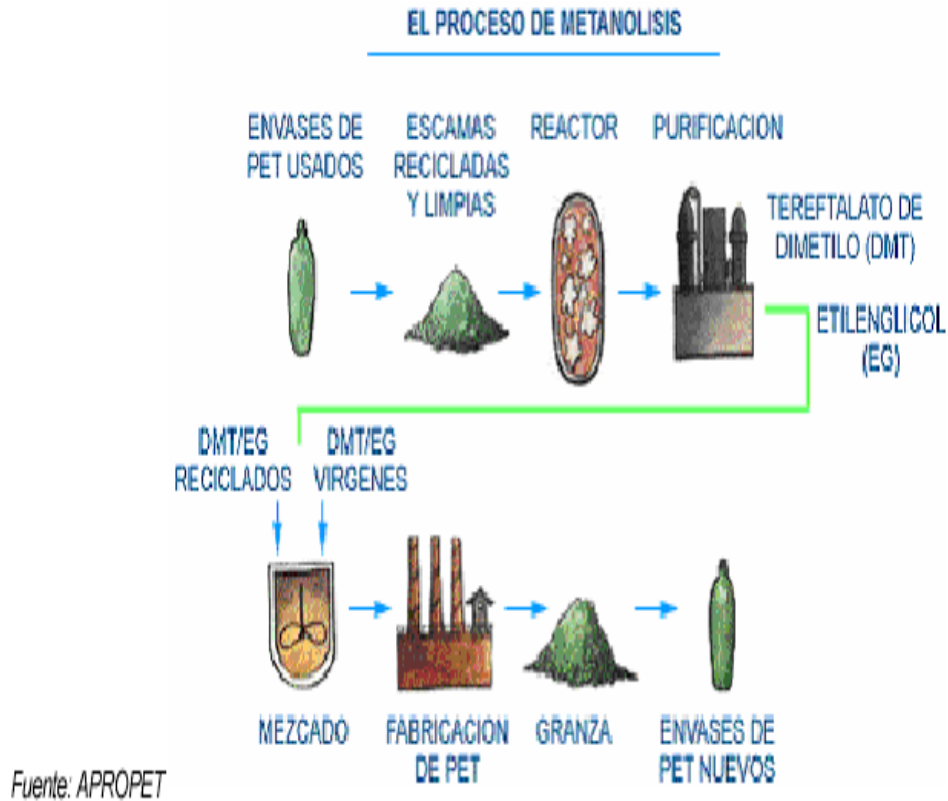 EL PROCESO DE METANOLISIS
ENVASES DE
PET USADOS
ESCAMAS
RECICLADAS
Y LIMPIAS
REACTOR
PURIFICACION
TEREFTALATO DE
DIMETILO (DMT)
ETILENGLICOL
(EG)
DMT/EG
RECICLADOS
DMT/EG
VIRGENES
MEZCADO
FABRICACION
DE PET
GRANZA
ENVASES DE
PET NUEVOS
Fuente: APROPET